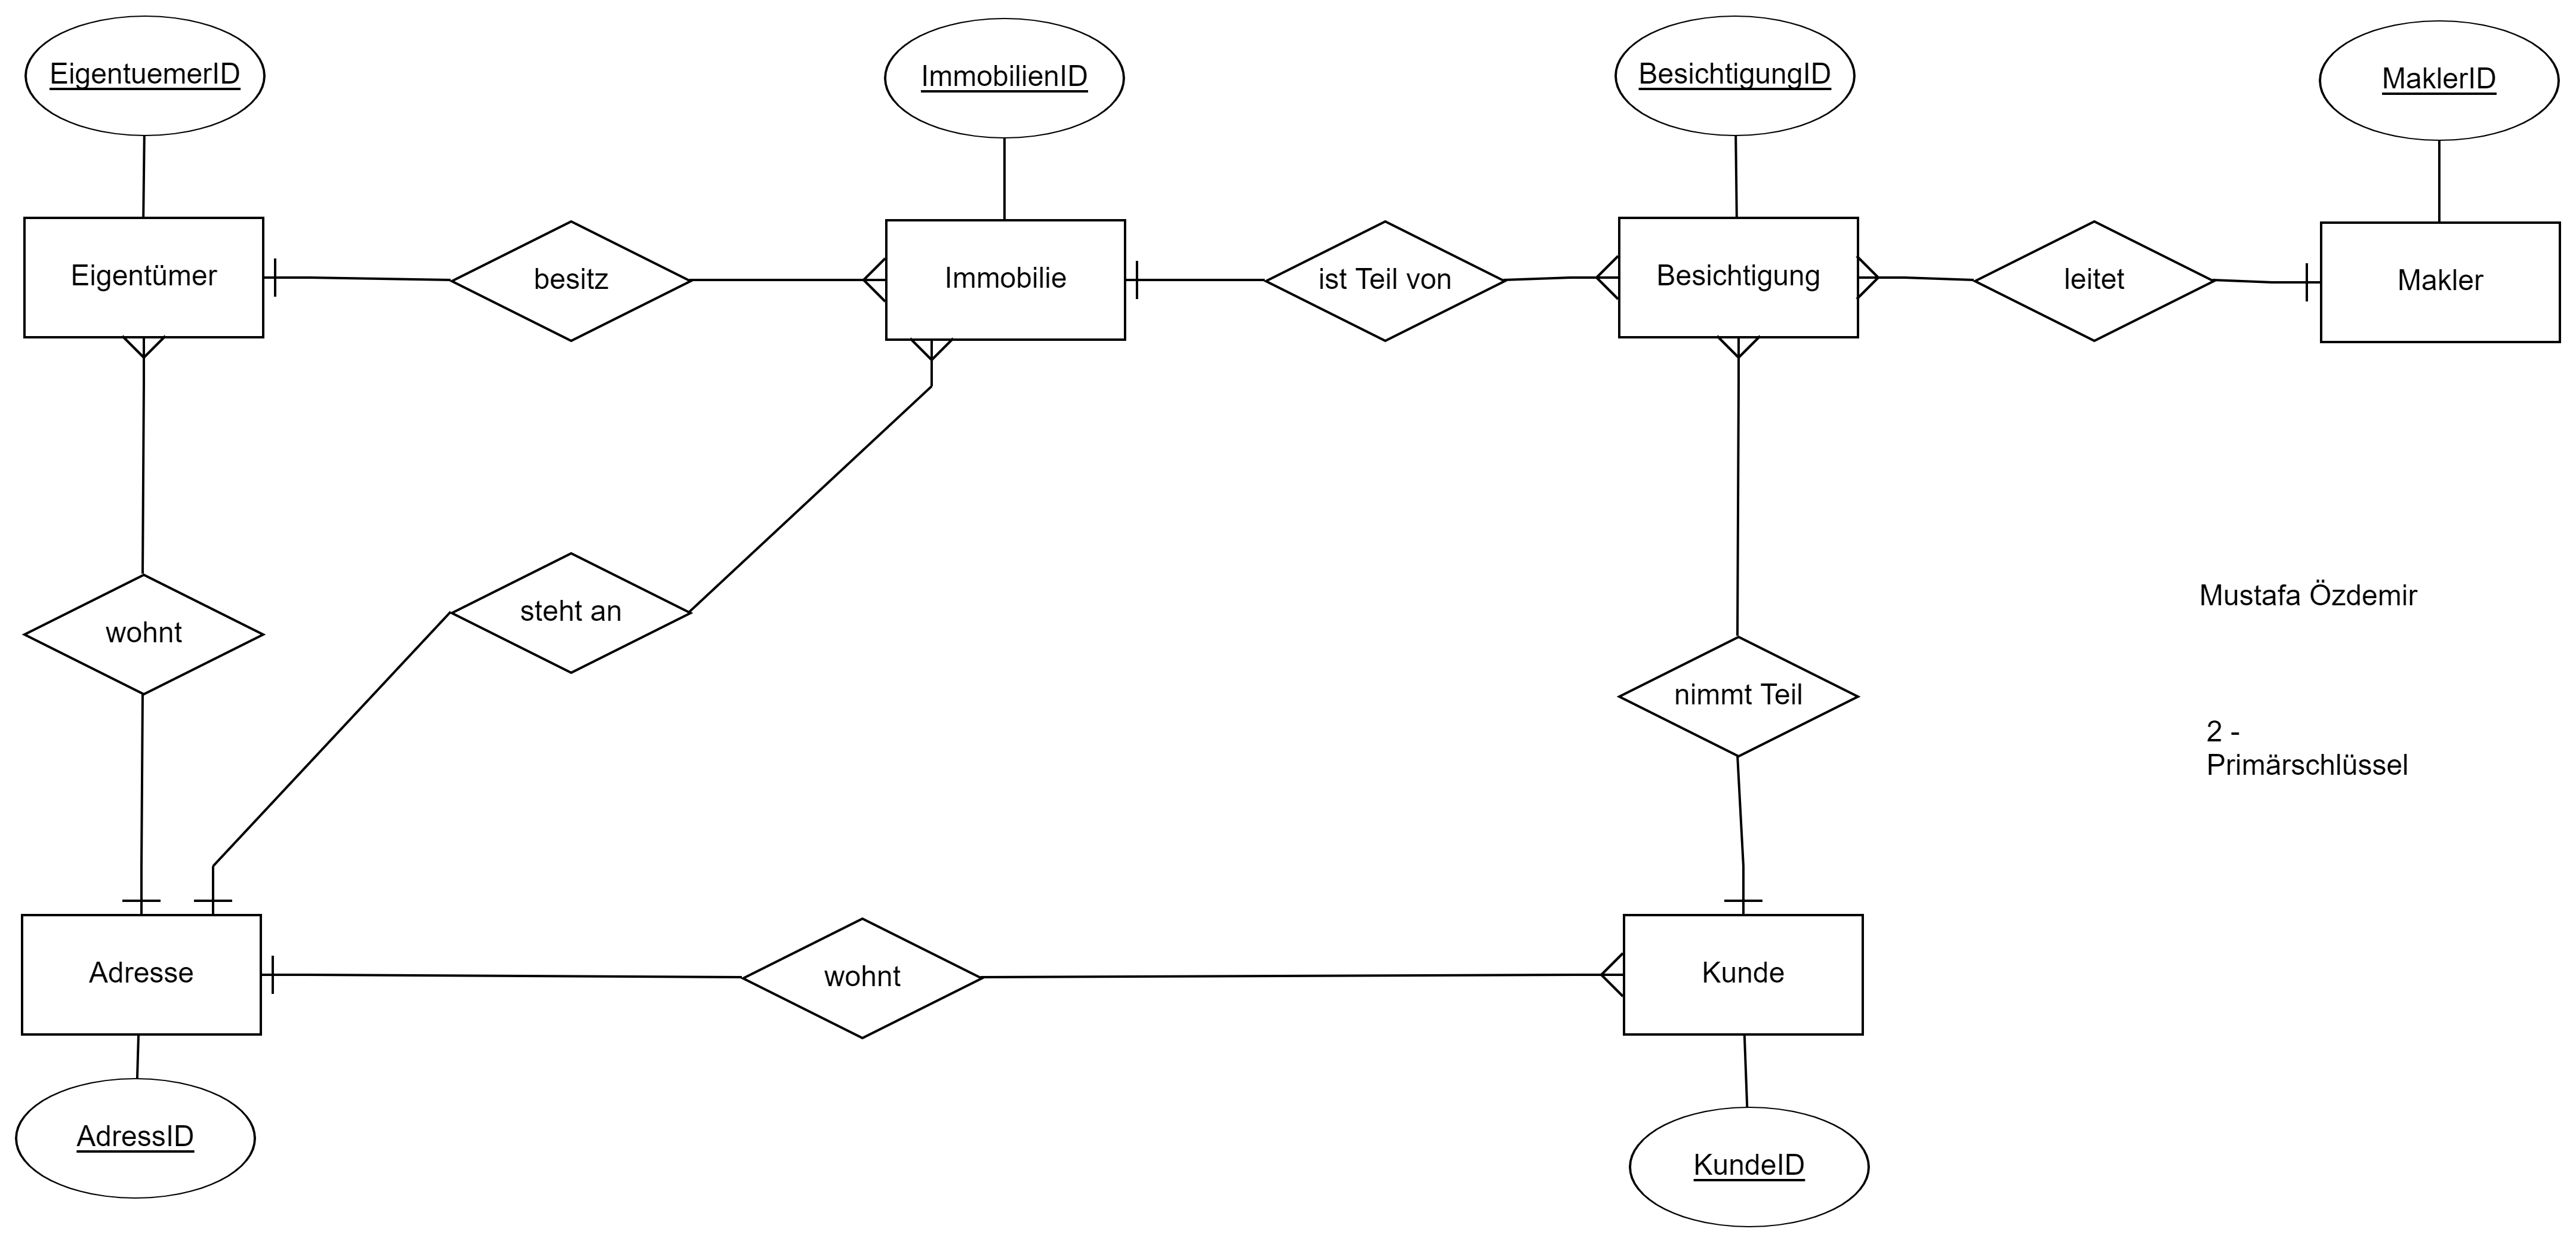 EigentuemerID
ImmobilienID
BesichtigungID
MaklerID
Eigentümer
besitz
Immobilie
ist Teil von
Besichtigung
leitet
Makler
wohnt
steht an
nimmt Teil
Mustafa Özdemir
2 -
Primärschlüssel
Adresse
wohnt
Kunde
AdressID
KundeID